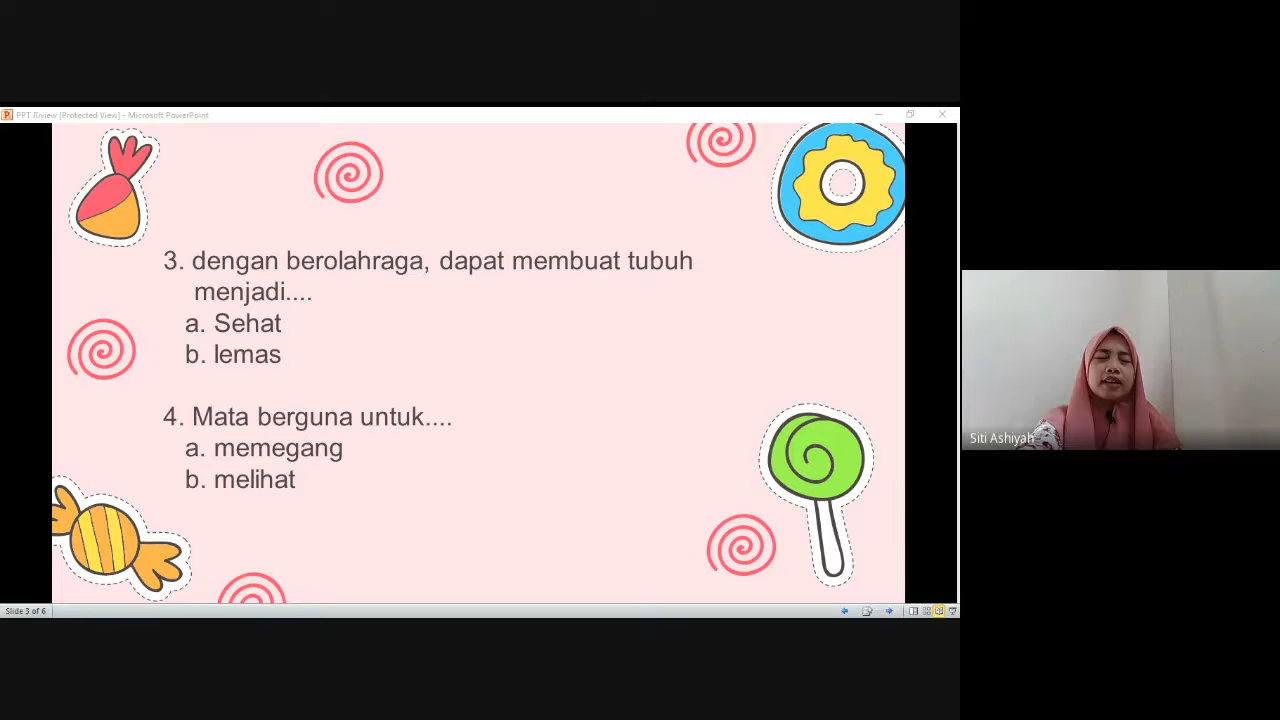 PPT Riview [Protected View] - Microsoft PowerPoint
3. dengan berolahraga, dapat membuat tubuh
menjadi....
a. Sehat
b. lemas
4. Mata berguna untuk....
a. memegang
b. melihat
Siti Ashiyah
Slide 3 of 6